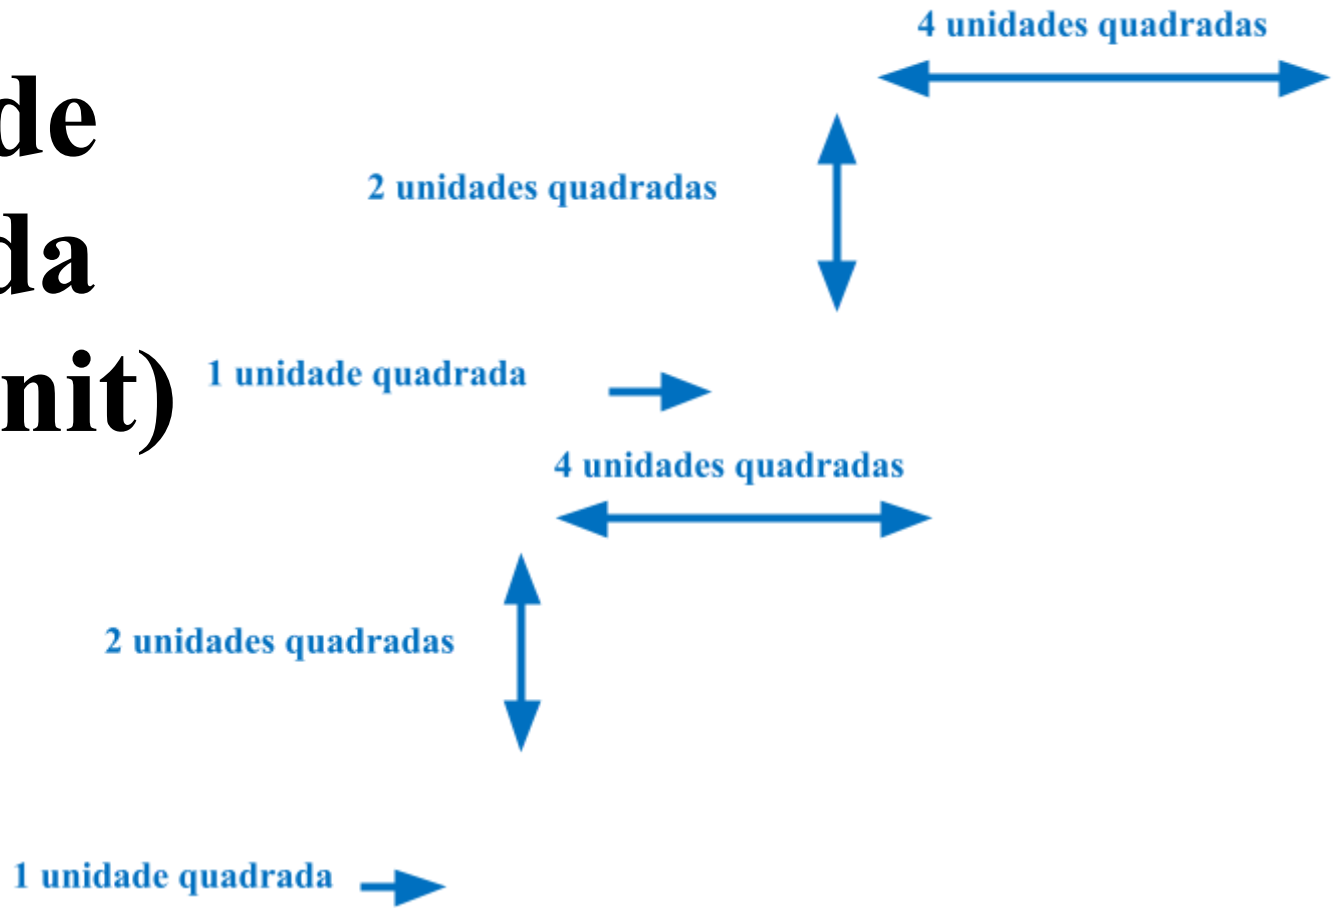 4 unidades quadradas
de
2 unidades quadradas
da
nit)
1 unidade quadrada
4 unidades quadradas
2 unidades quadradas
1 unidade quadrada